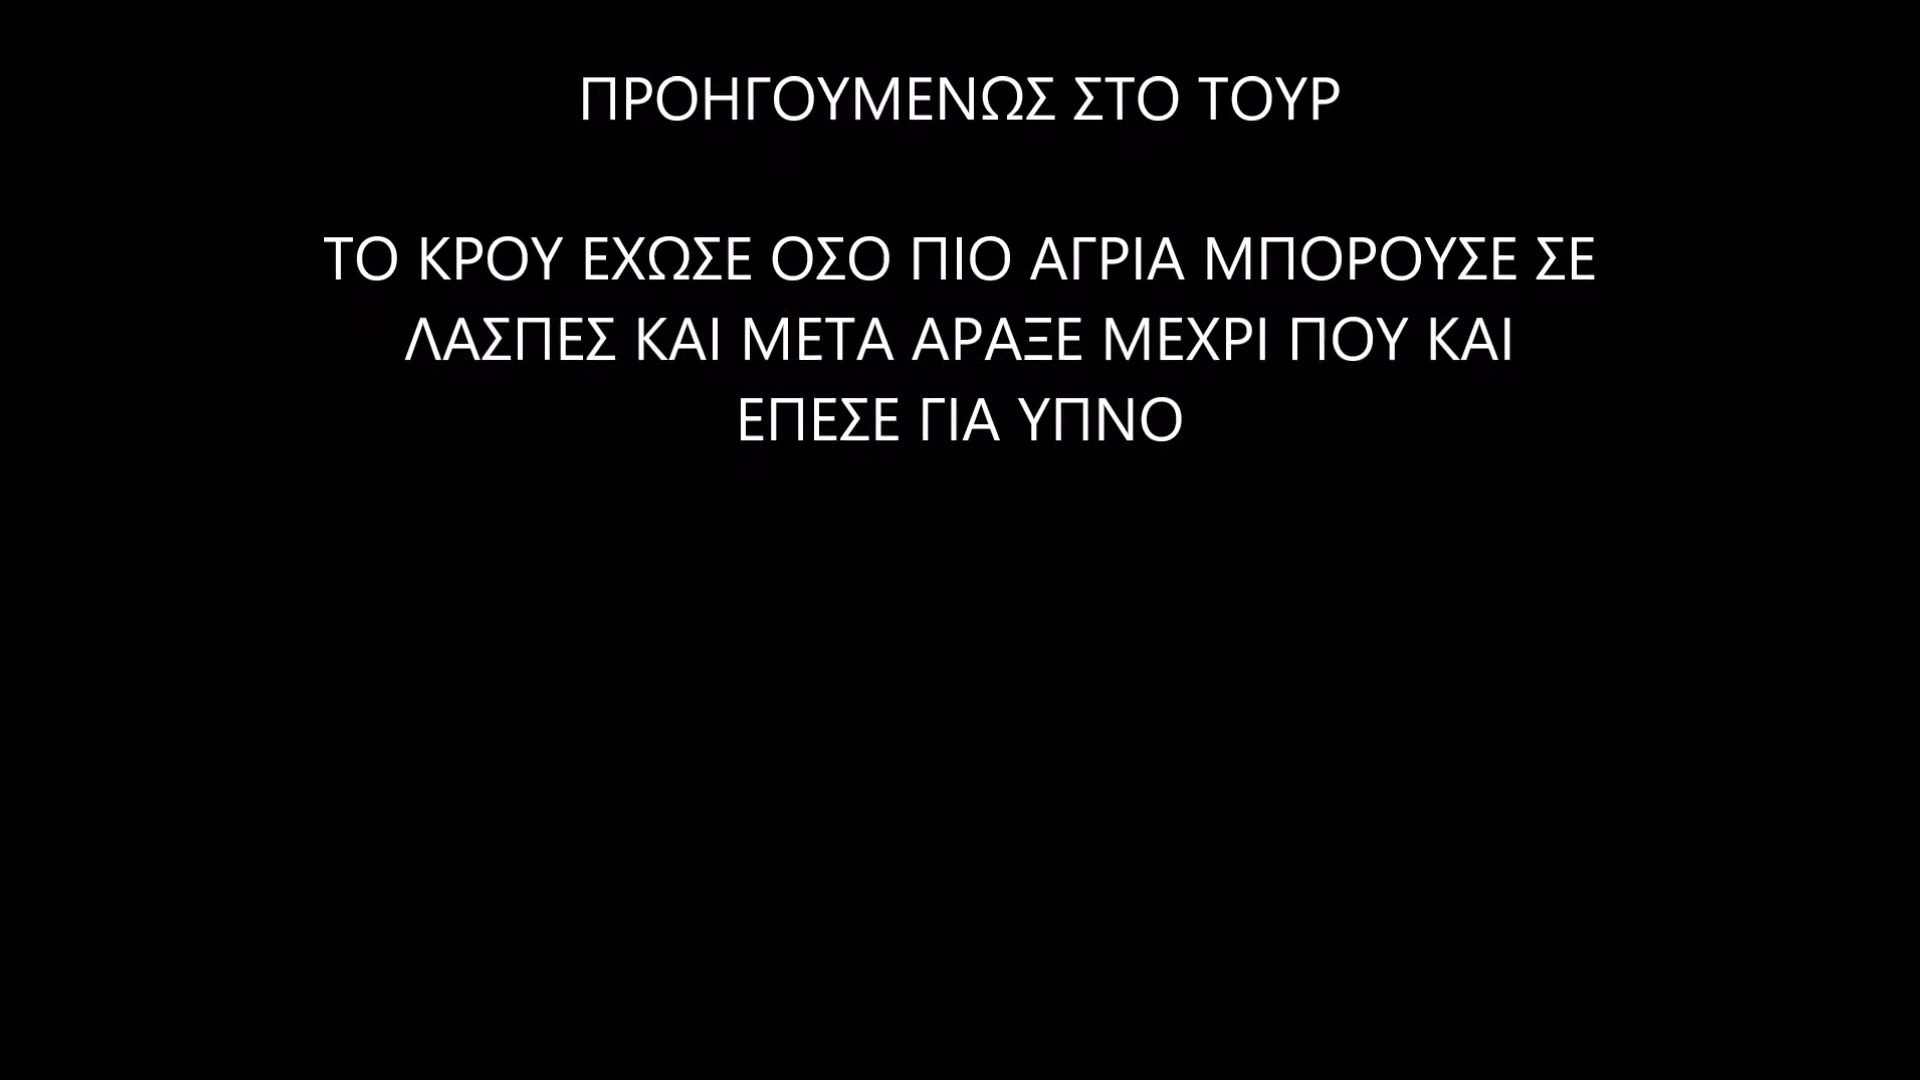 ΠΡΟΗΓΟΥΜΕΝΩΣ ΣΤΟ ΤΟΥΡ
ΤΟ ΚΡΟΥ ΕΧΩΣΕ ΟΣΟ ΠΙΟ ΑΓΡΙΑ ΜΠΟΡΟΥΣΕ ΣΕ
ΛΑΣΠΕΣ ΚΑΙ ΜΕΤΑ ΑΡΑΞΕ ΜΕΧΡΙ ΠΟΥ ΚΑΙ
ΕΠΕΣΕ ΓΙΑ ΥΠΝΟ